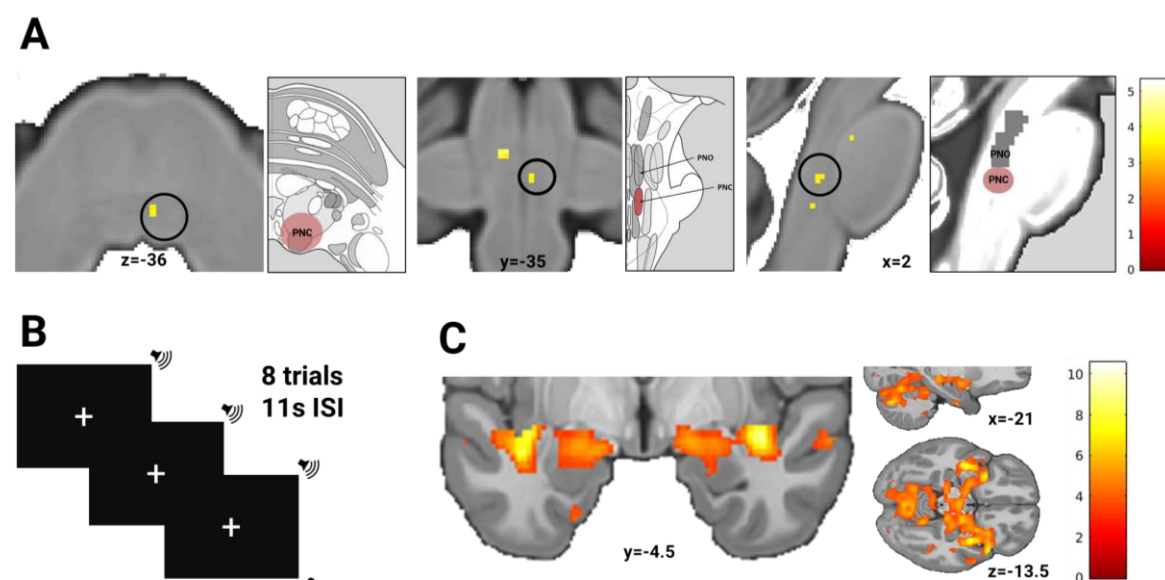 A
PNC
z=-36
PNO
PNC
y=-35
x=2
PNO
PNC
5
4
3
2
1
0
B
8 trials
11s ISI
C
y=-4.5
x=-21
z=-13.5
10
8
6
4
2
0